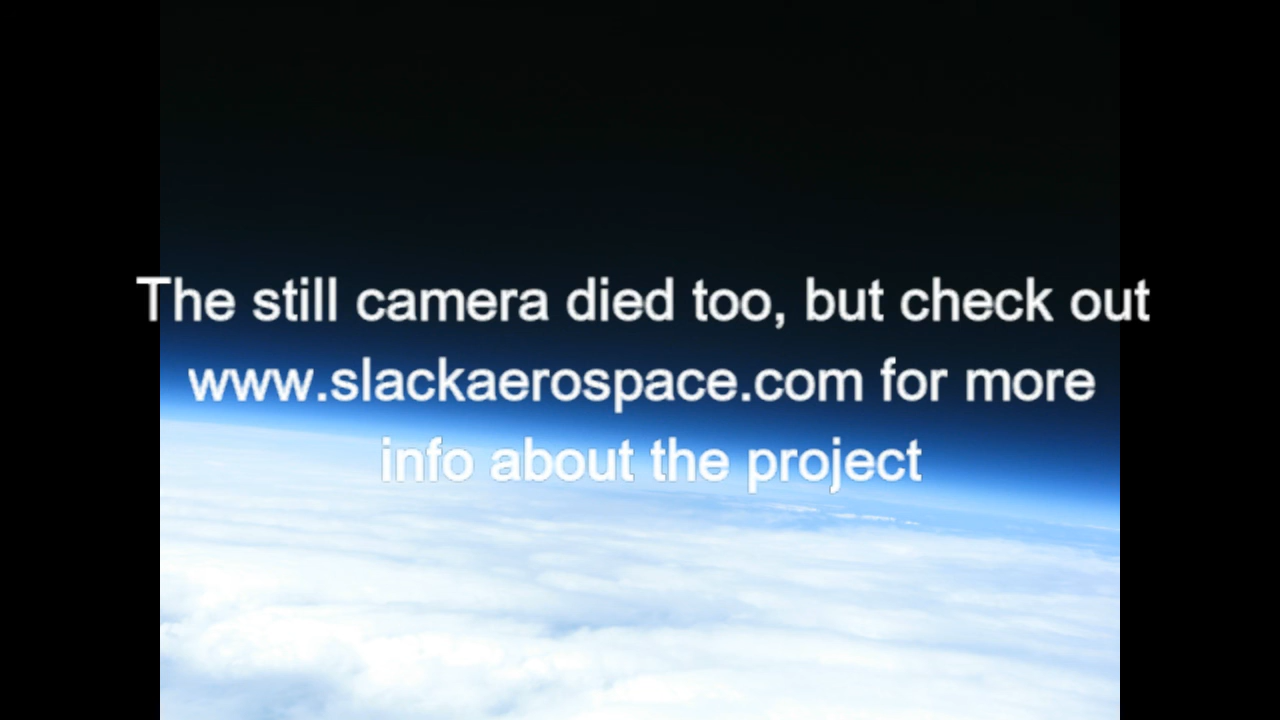 The still camera died too, but check out
www.slackaerospace.com for more
info about the project